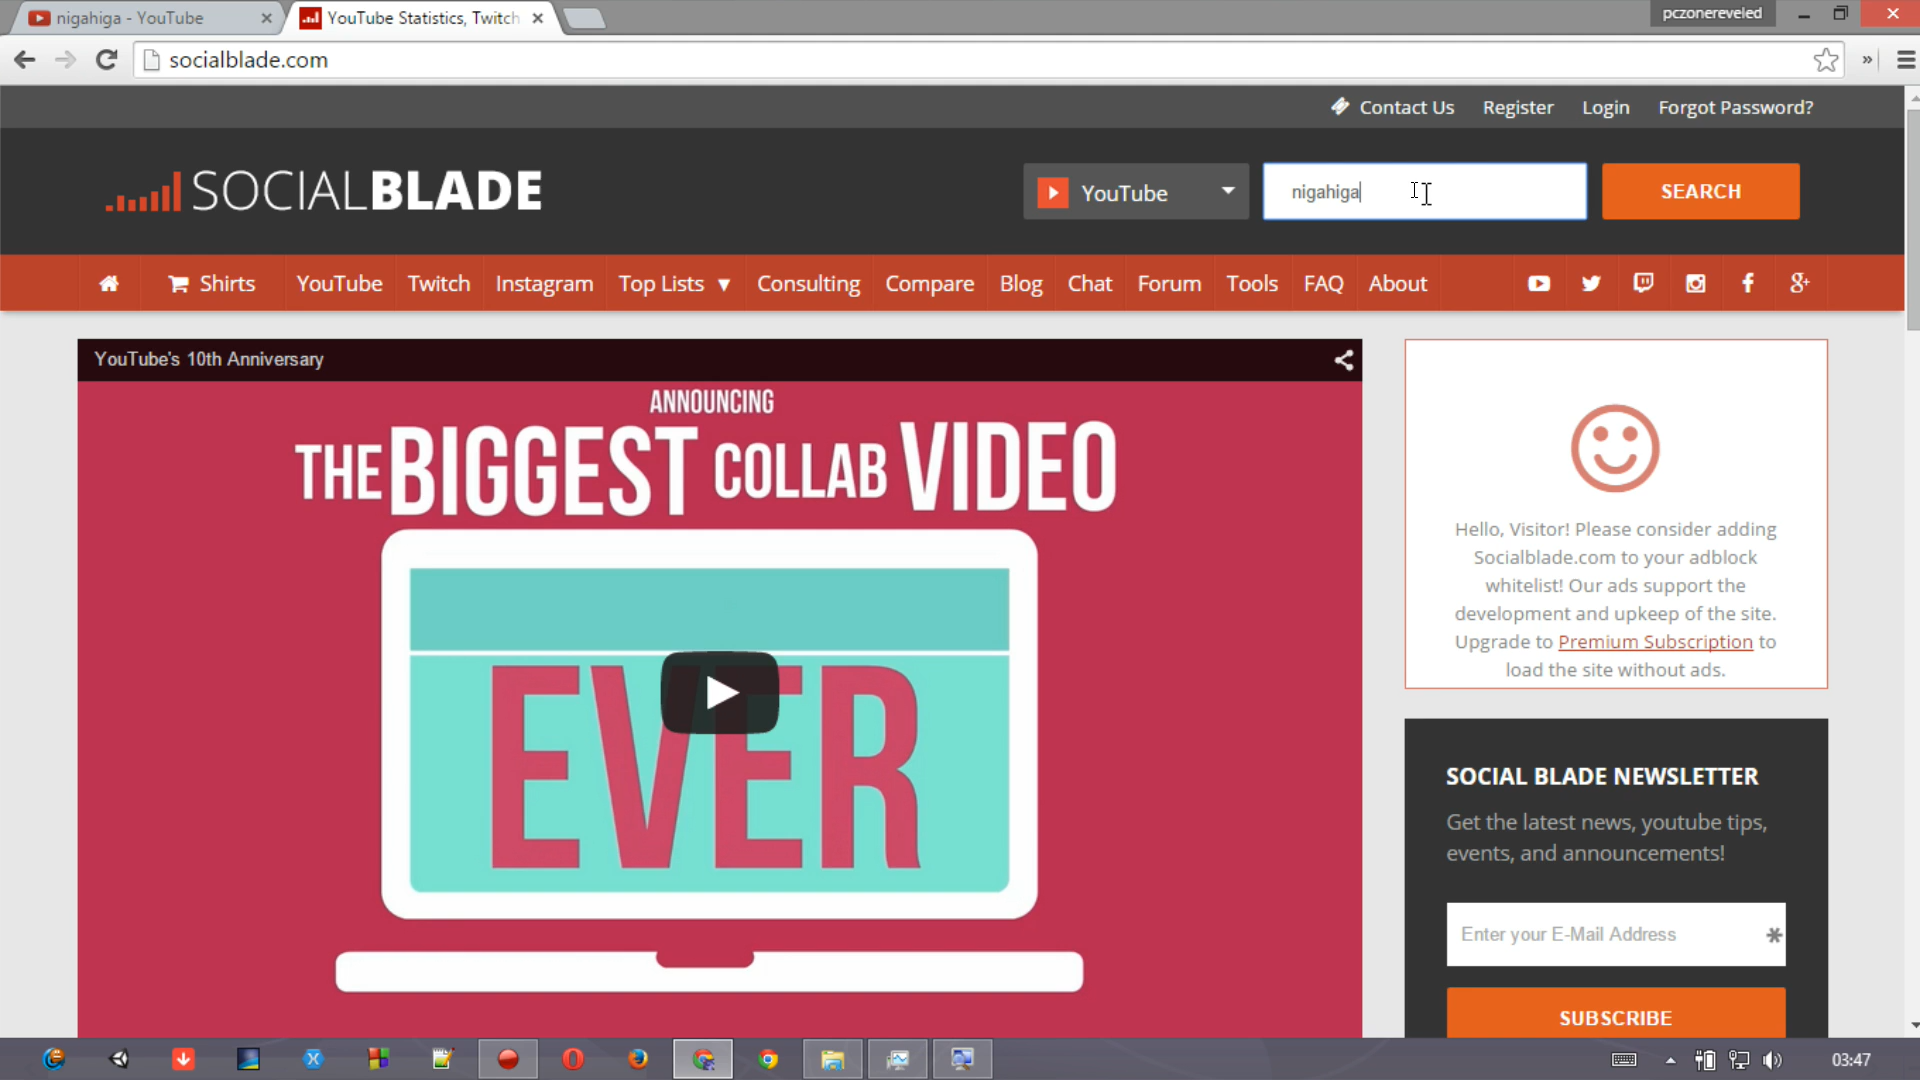 nigahiga - YouTube
YouTube Statistics, Twitch
pczonereveled
socialblade.com
Contact Us Register Login Forgot Password?
SOCIALBLADE
YouTube
nigahiga
SEARCH
Shirts YouTube Twitch Instagram Top Lists ▼ Consulting Compare Blog Chat Forum Tools FAQ About
YouTube's 10th Anniversary
ANNOUNCING
THE BIGGEST COLLAB VIDEO
EVER
Hello, Visitor! Please consider adding
Socialblade.com to your adblock
whitelist! Our ads support the
development and upkeep of the site.
Upgrade to Premium Subscription to
load the site without ads.
SOCIAL BLADE NEWSLETTER
Get the latest news, youtube tips,
events, and announcements!
Enter your E-Mail Address
SUBSCRIBE
03:47